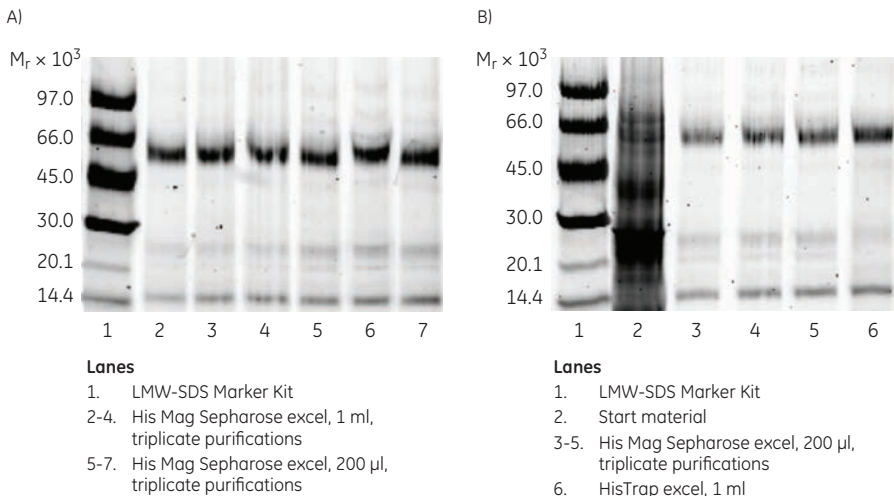 A)
Mr × 10³
97.0
66.0
45.0
30.0
20.1
14.4
1 2 3 4 5 6 7
Lanes
1. LMW-SDS Marker Kit
2-4. His Mag Sepharose excel, 1 ml,
triplicate purifications
5-7. His Mag Sepharose excel, 200 µl,
triplicate purifications
B)
Mr × 10³
97.0
66.0
45.0
30.0
20.1
14.4
1 2 3 4 5 6
Lanes
1. LMW-SDS Marker Kit
2. Start material
3-5. His Mag Sepharose excel, 200 µl,
triplicate purifications
6. HisTrap excel, 1 ml